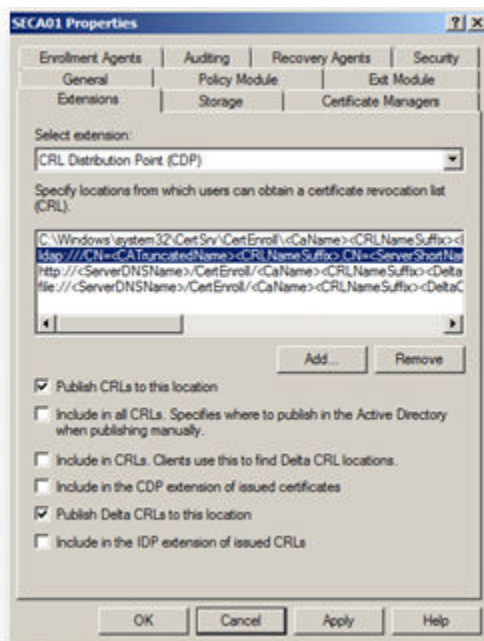 SECA01 Properties
Enrollment Agents Auditing Recovery Agents Security
General Policy Module Exit Module
Extensions Storage Certificate Managers
Select extension:
CRL Distribution Point (CDP)
Specify locations from which users can obtain a certificate revocation list
(CRL).
C:\Windows\system32\CertSrv\CertEnroll\<CaName><CRLNameSuffix><
ldap:///CN=<CATruncatedName><CRLNameSuffix>,CN=<ServerShortNa
http://<ServerDNSName>/CertEnroll/<CaName><CRLNameSuffix><Delta
file://<ServerDNSName>/CertEnroll/<CaName><CRLNameSuffix><DeltaC
Add... Remove
Publish CRLs to this location
Include in all CRLs. Specifies where to publish in the Active Directory
when publishing manually.
Include in CRLs. Clients use this to find Delta CRL locations.
Include in the CDP extension of issued certificates
Publish Delta CRLs to this location
Include in the IDP extension of issued CRLs
OK Cancel Apply Help